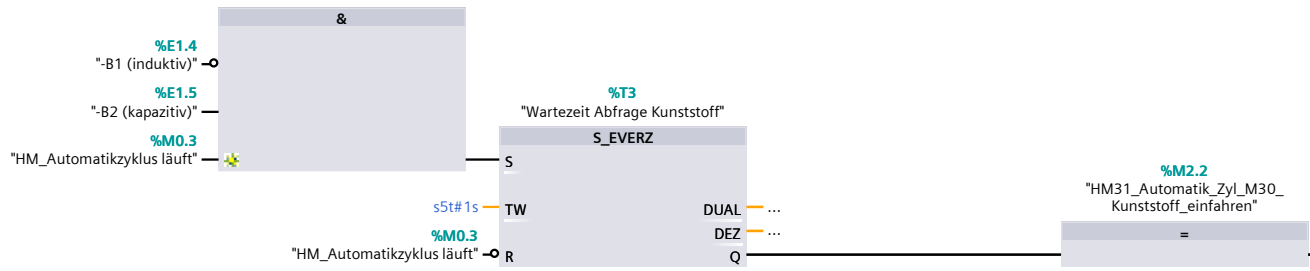 &
%E1.4
"-B1 (induktiv)"
%E1.5
"-B2 (kapazitiv)"
%M0.3
"HM_Automatikzyklus läuft"
%T3
"Wartezeit Abfrage Kunststoff"
S_EVERZ
S
s5t#1s
TW
DUAL
...
DEZ
...
%M0.3
"HM_Automatikzyklus läuft"
R
Q
%M2.2
"HM31_Automatik_Zyl_M30_
Kunststoff_einfahren"
=